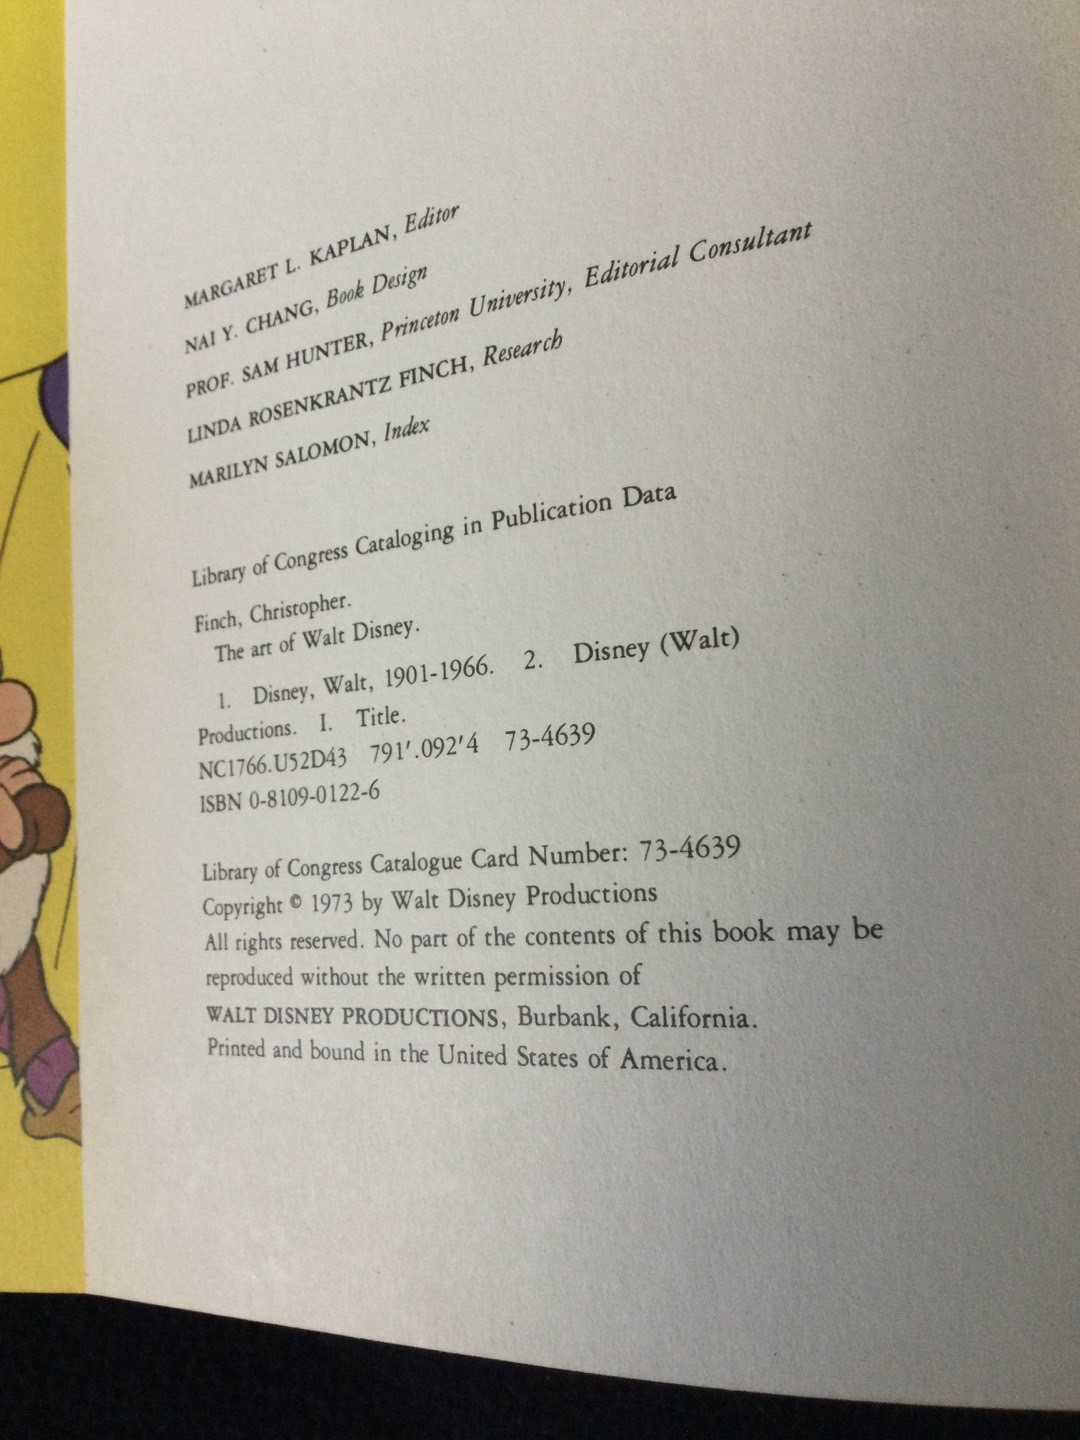 MARGARET L. KAPLAN, Editor
NAI Y. CHANG, Book Design
PROF. SAM HUNTER, Princeton University, Editorial Consultant
LINDA ROSENKRANTZ FINCH, Research
MARILYN SALOMON, Index
Library of Congress Cataloging in Publication Data
Finch, Christopher.
The art of Walt Disney.
1. Disney, Walt, 1901-1966. 2. Disney (Walt)
Productions. I. Title.
NC1766.U52D43 791'.092'4 73-4639
ISBN 0-8109-0122-6
Library of Congress Catalogue Card Number: 73-4639
Copyright © 1973 by Walt Disney Productions
All rights reserved. No part of the contents of this book may be
reproduced without the written permission of
WALT DISNEY PRODUCTIONS, Burbank, California.
Printed and bound in the United States of America.